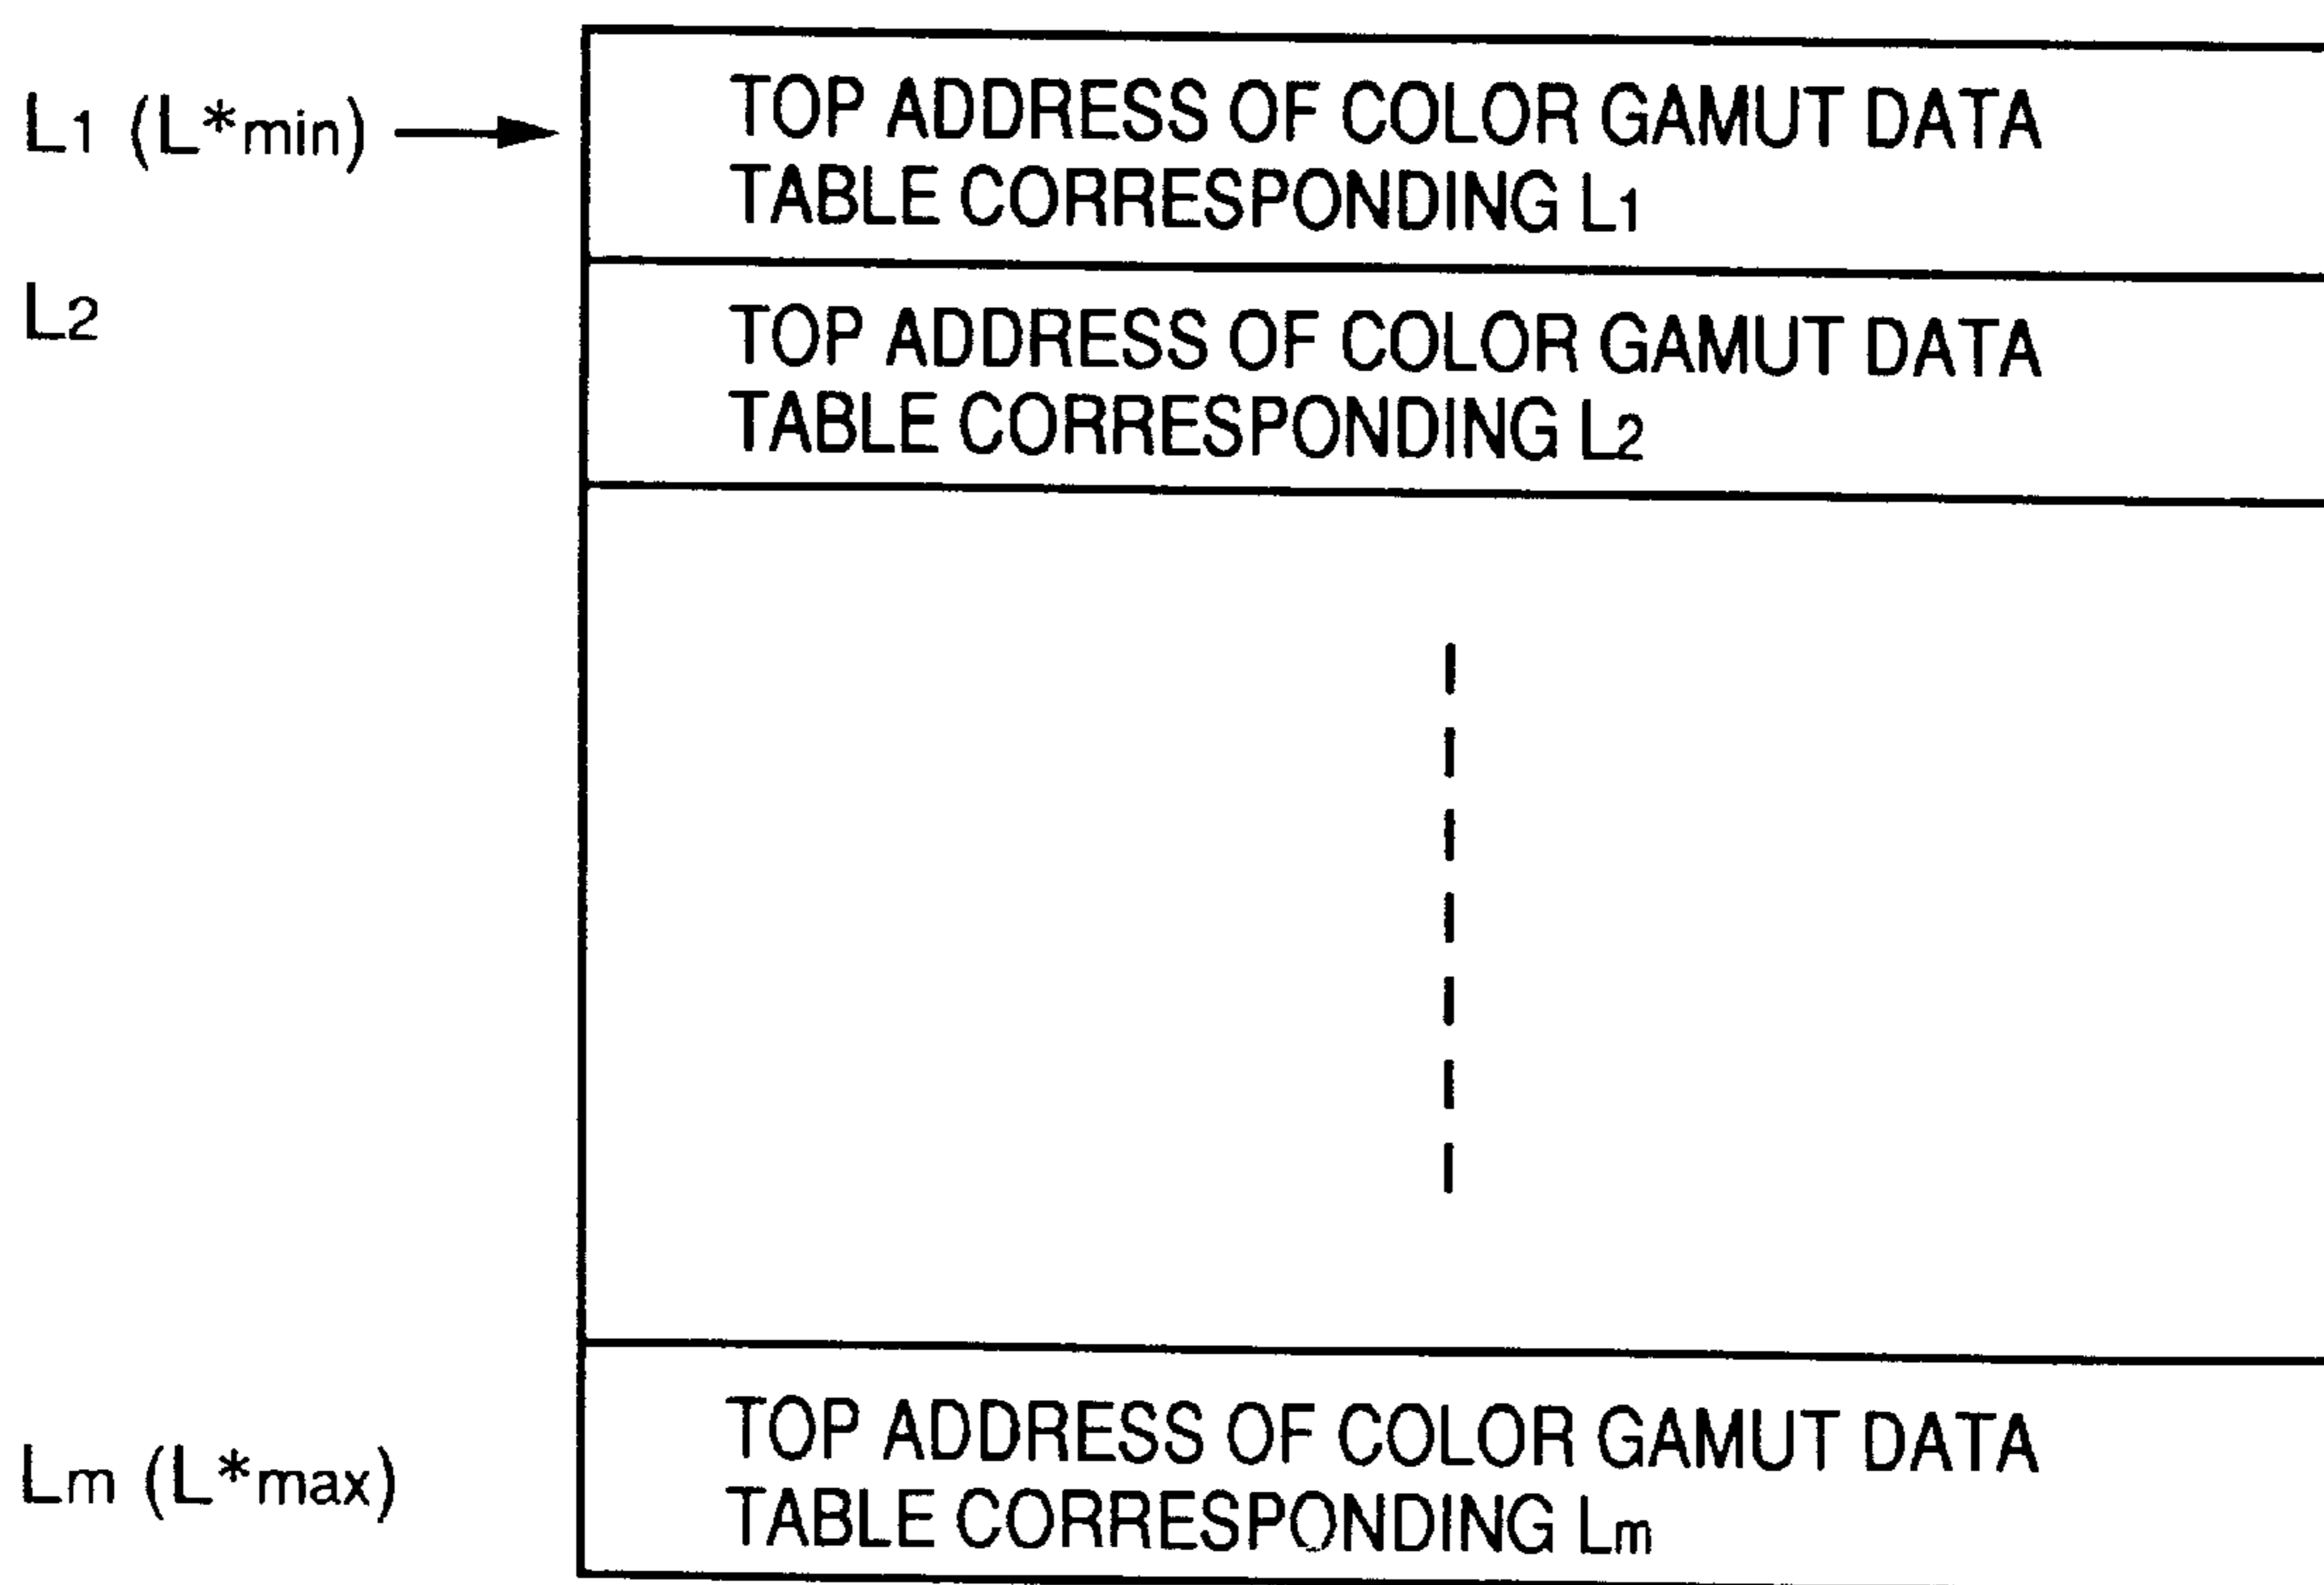 L1 (L*min)
TOP ADDRESS OF COLOR GAMUT DATA
TABLE CORRESPONDING L1
L2
TOP ADDRESS OF COLOR GAMUT DATA
TABLE CORRESPONDING L2
Lm (L*max)
TOP ADDRESS OF COLOR GAMUT DATA
TABLE CORRESPONDING Lm